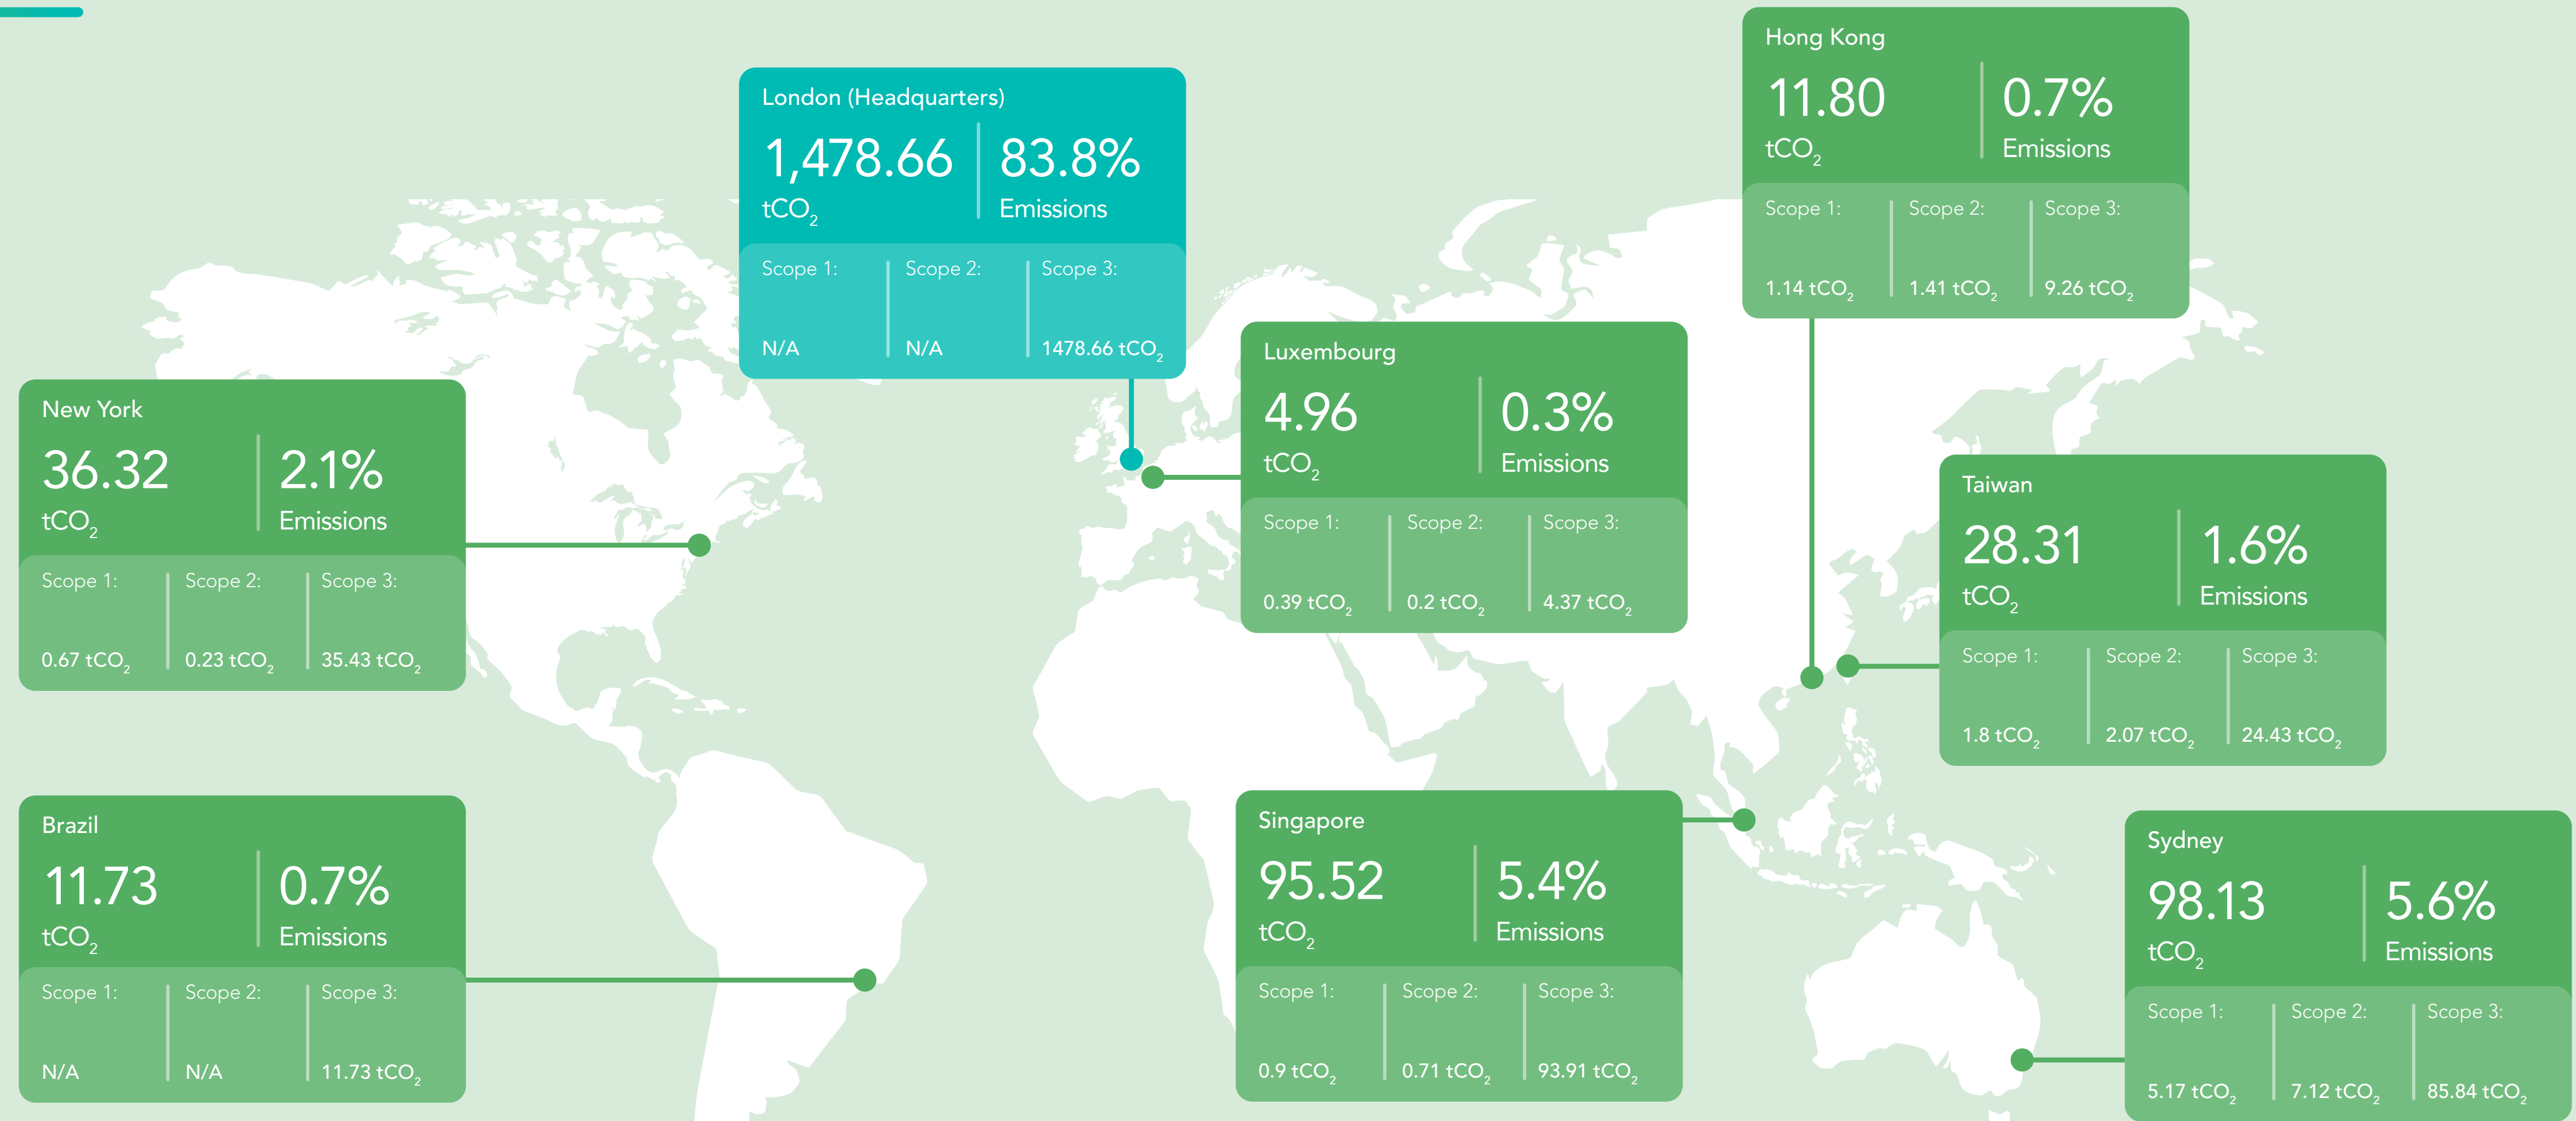 London (Headquarters)
1,478.66
83.8%
tCO₂
Emissions
Scope 1:
Scope 2:
Scope 3:
N/A
N/A
1478.66 tCO₂
Hong Kong
11.80
0.7%
tCO₂
Emissions
Scope 1:
Scope 2:
Scope 3:
1.14 tCO₂
1.41 tCO₂
9.26 tCO₂
New York
36.32
2.1%
tCO₂
Emissions
Scope 1:
Scope 2:
Scope 3:
0.67 tCO₂
0.23 tCO₂
35.43 tCO₂
Luxembourg
4.96
0.3%
tCO₂
Emissions
Scope 1:
Scope 2:
Scope 3:
0.39 tCO₂
0.2 tCO₂
4.37 tCO₂
Taiwan
28.31
1.6%
tCO₂
Emissions
Scope 1:
Scope 2:
Scope 3:
1.8 tCO₂
2.07 tCO₂
24.43 tCO₂
Brazil
11.73
0.7%
tCO₂
Emissions
Scope 1:
Scope 2:
Scope 3:
N/A
N/A
11.73 tCO₂
Singapore
95.52
5.4%
tCO₂
Emissions
Scope 1:
Scope 2:
Scope 3:
0.9 tCO₂
0.71 tCO₂
93.91 tCO₂
Sydney
98.13
5.6%
tCO₂
Emissions
Scope 1:
Scope 2:
Scope 3:
5.17 tCO₂
7.12 tCO₂
85.84 tCO₂